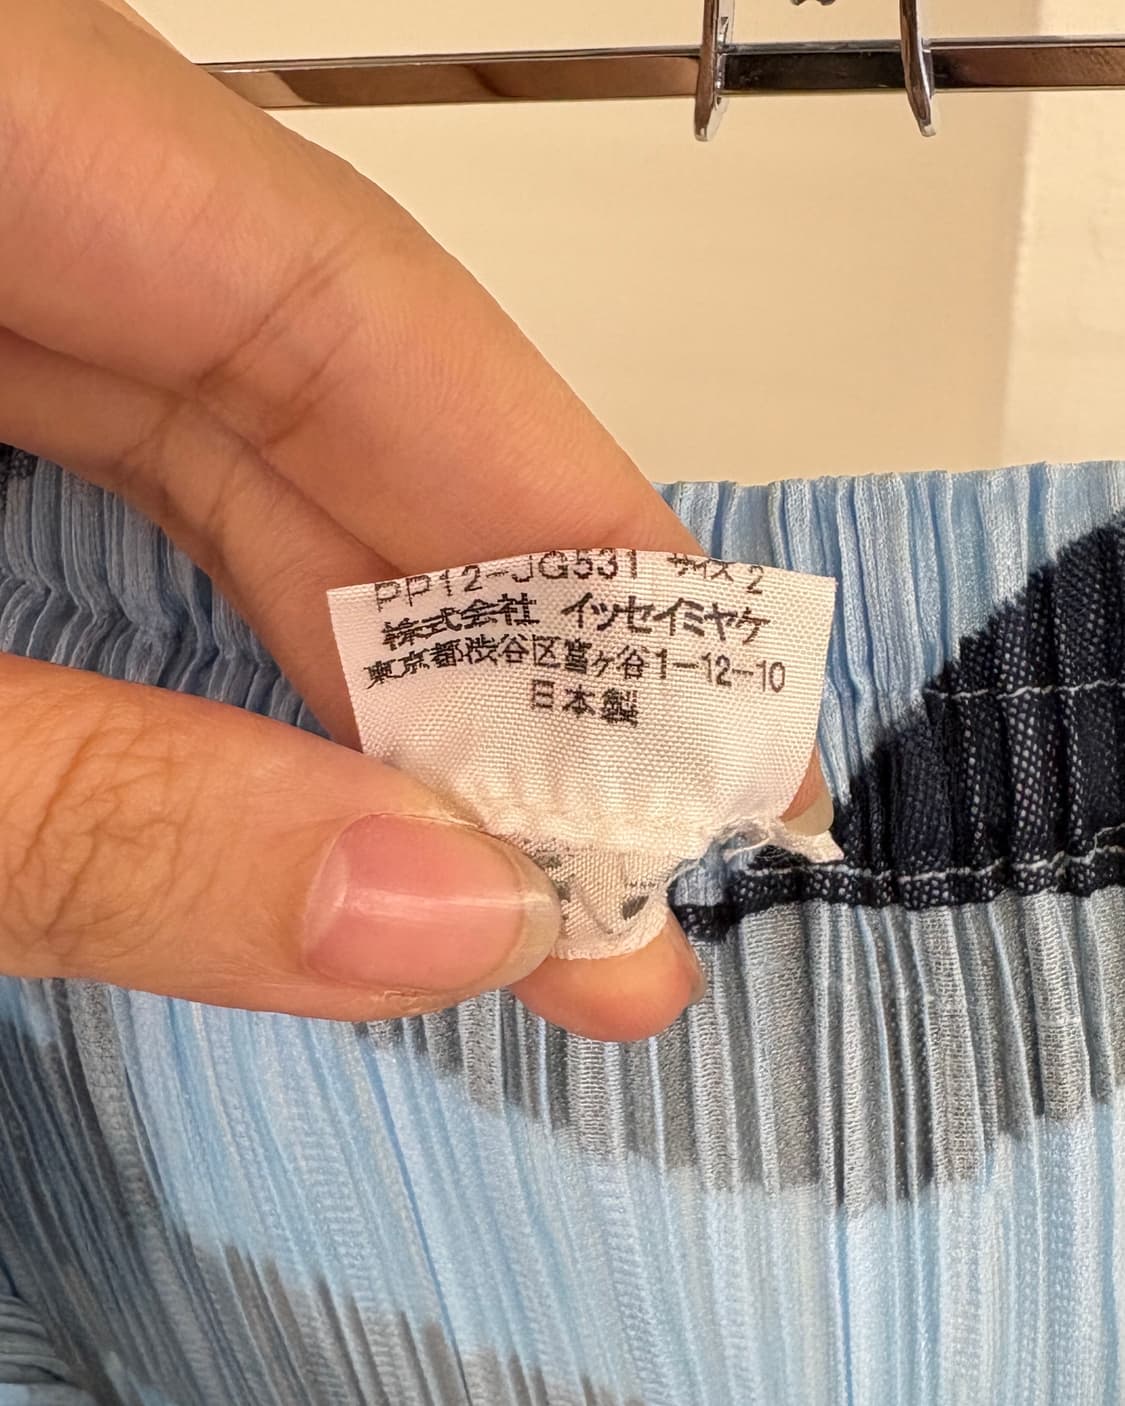 PP12-JG531 サイズ 2
株式会社 イッセイミヤケ
東京都渋谷区富ヶ谷1-12-10
日本製